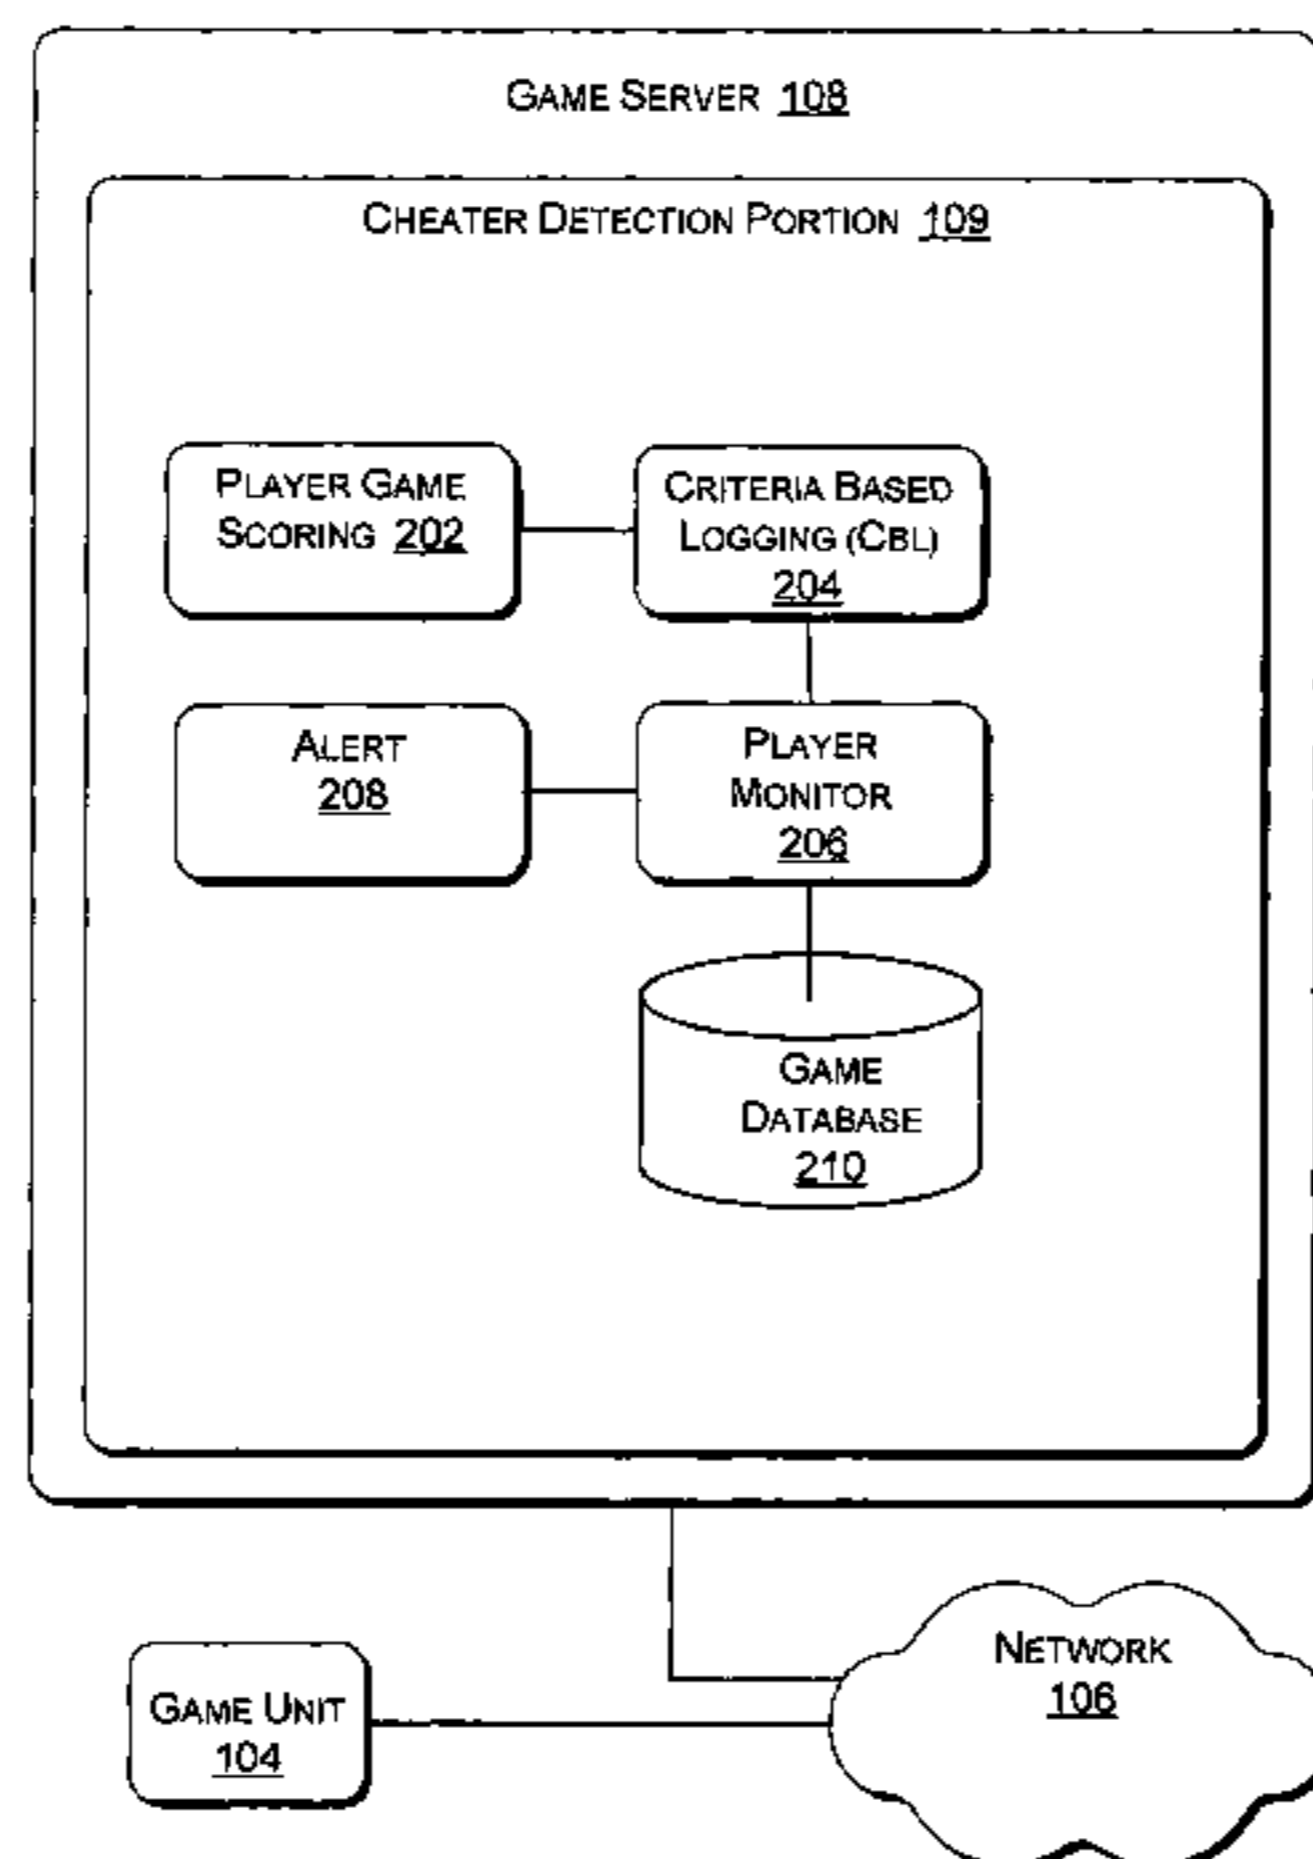 GAME SERVER 108
CHEATER DETECTION PORTION 109
PLAYER GAME
SCORING 202
CRITERIA BASED
LOGGING (CBL)
204
ALERT
208
PLAYER
MONITOR
206
GAME
DATABASE
210
NETWORK
106
GAME UNIT
104